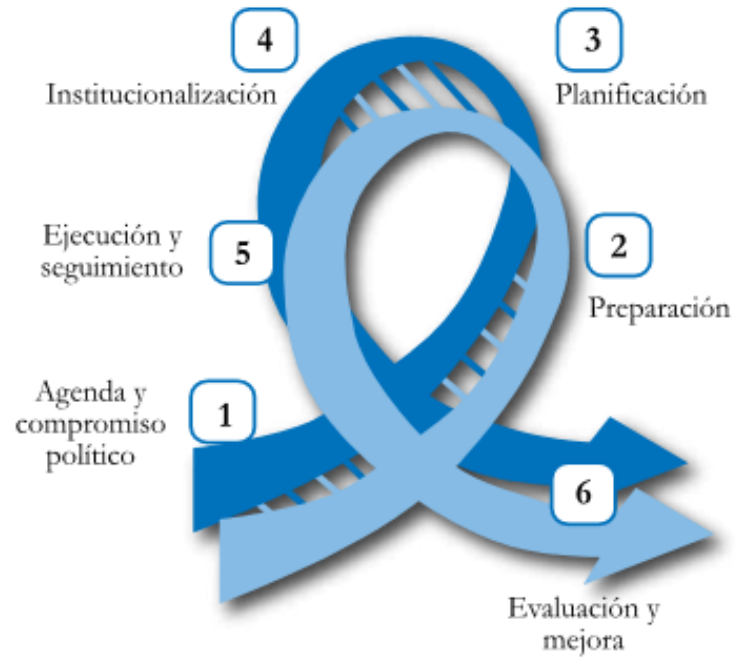 4
Institucionalización
3
Planificación
Ejecución y
seguimiento
5
2
Preparación
Agenda y
compromiso
político
1
6
Evaluación y
mejora